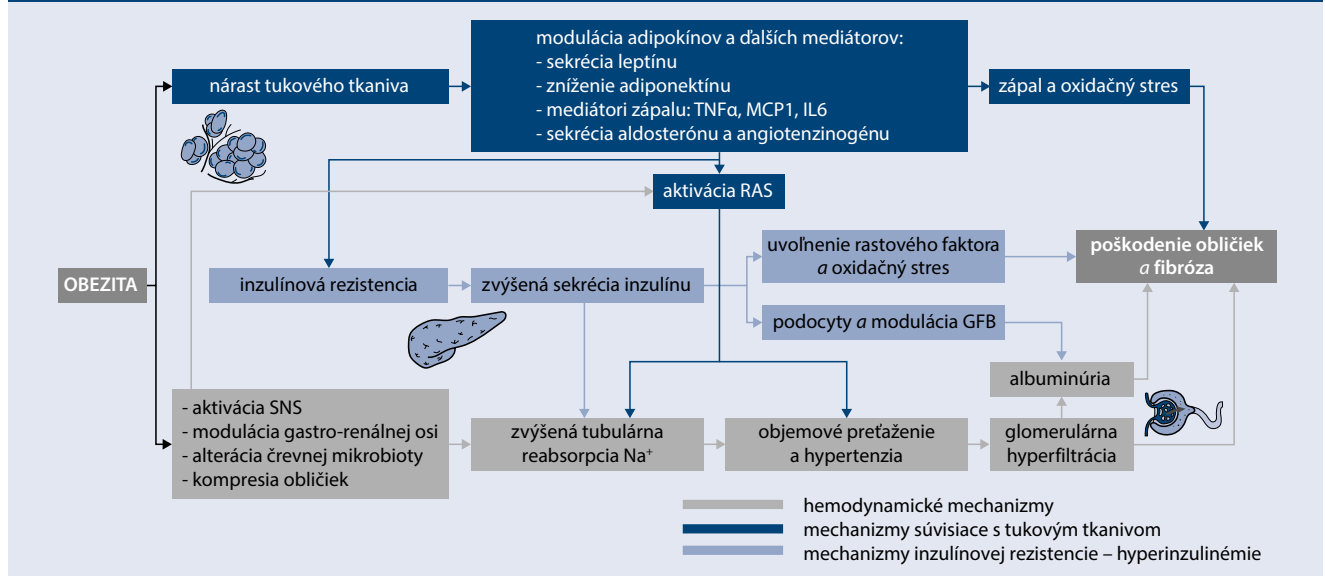 modulácia adipokínov a ďalších mediátorov:
- sekrécia leptínu
- zníženie adiponektínu
- mediátori zápalu: TNFα, MCP1, IL6
- sekrécia aldosterónu a angiotenzinogénu
nárast tukového tkaniva
zápal a oxidačný stres
aktivácia RAS
OBEZITA
inzulínová rezistencia
zvýšená sekrécia inzulínu
uvoľnenie rastového faktora
a oxidačný stres
poškodenie obličiek
a fibróza
podocyty a modulácia GFB
albuminúria
- aktivácia SNS
- modulácia gastro-renálnej osi
- alterácia črevnej mikrobioty
- kompresia obličiek
zvýšená tubulárna
reabsorpcia Na⁺
objemové preťaženie
a hypertenzia
glomerulárna
hyperfiltrácia
hemodynamické mechanizmy
mechanizmy súvisiace s tukovým tkanivom
mechanizmy inzulínovej rezistencie – hyperinzulinémie